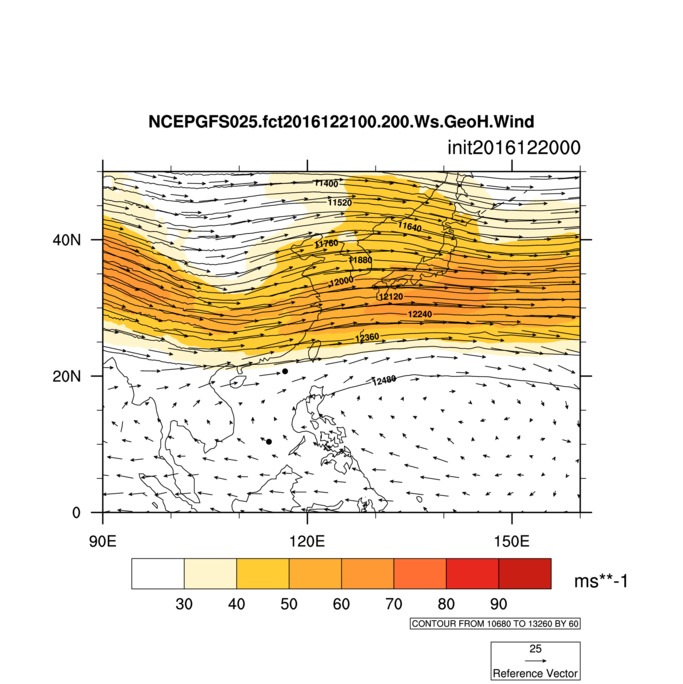 NCEPGFS025.fct2016122100.200.Ws.GeoH.Wind
init2016122000
11400
11520
11640
40N
11760
11880
12000
12120
12240
12360
20N
12480
0
90E 120E 150E
ms**-1
30 40 50 60 70 80 90
CONTOUR FROM 10680 TO 13260 BY 60
25
Reference Vector